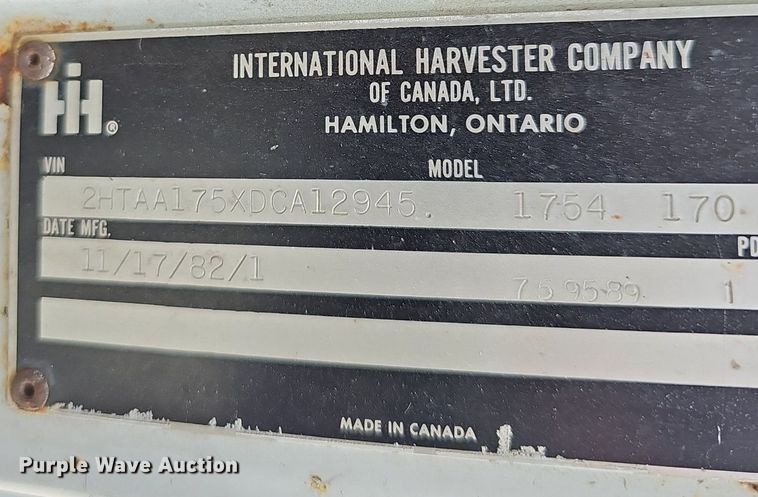 IH®
INTERNATIONAL HARVESTER COMPANY
OF CANADA, LTD.
HAMILTON, ONTARIO
VIN MODEL
2HTAA175XDCA12945. 1754 170
DATE MFG. PO
11/17/82/1 759589 1
MADE IN CANADA
Purple Wave Auction